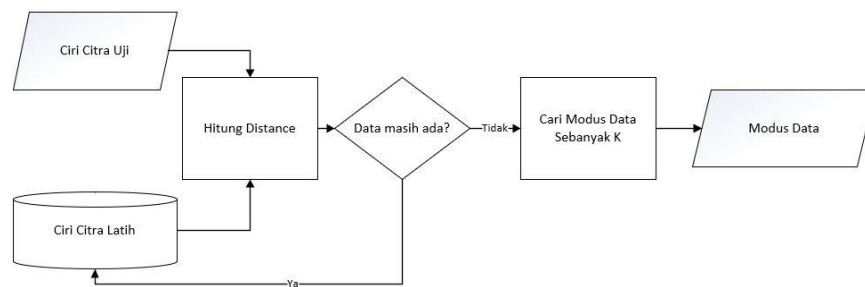 Ciri Citra Uji
Hitung Distance
Data masih ada?
Tidak
Cari Modus Data
Sebanyak K
Modus Data
Ciri Citra Latih
Ya